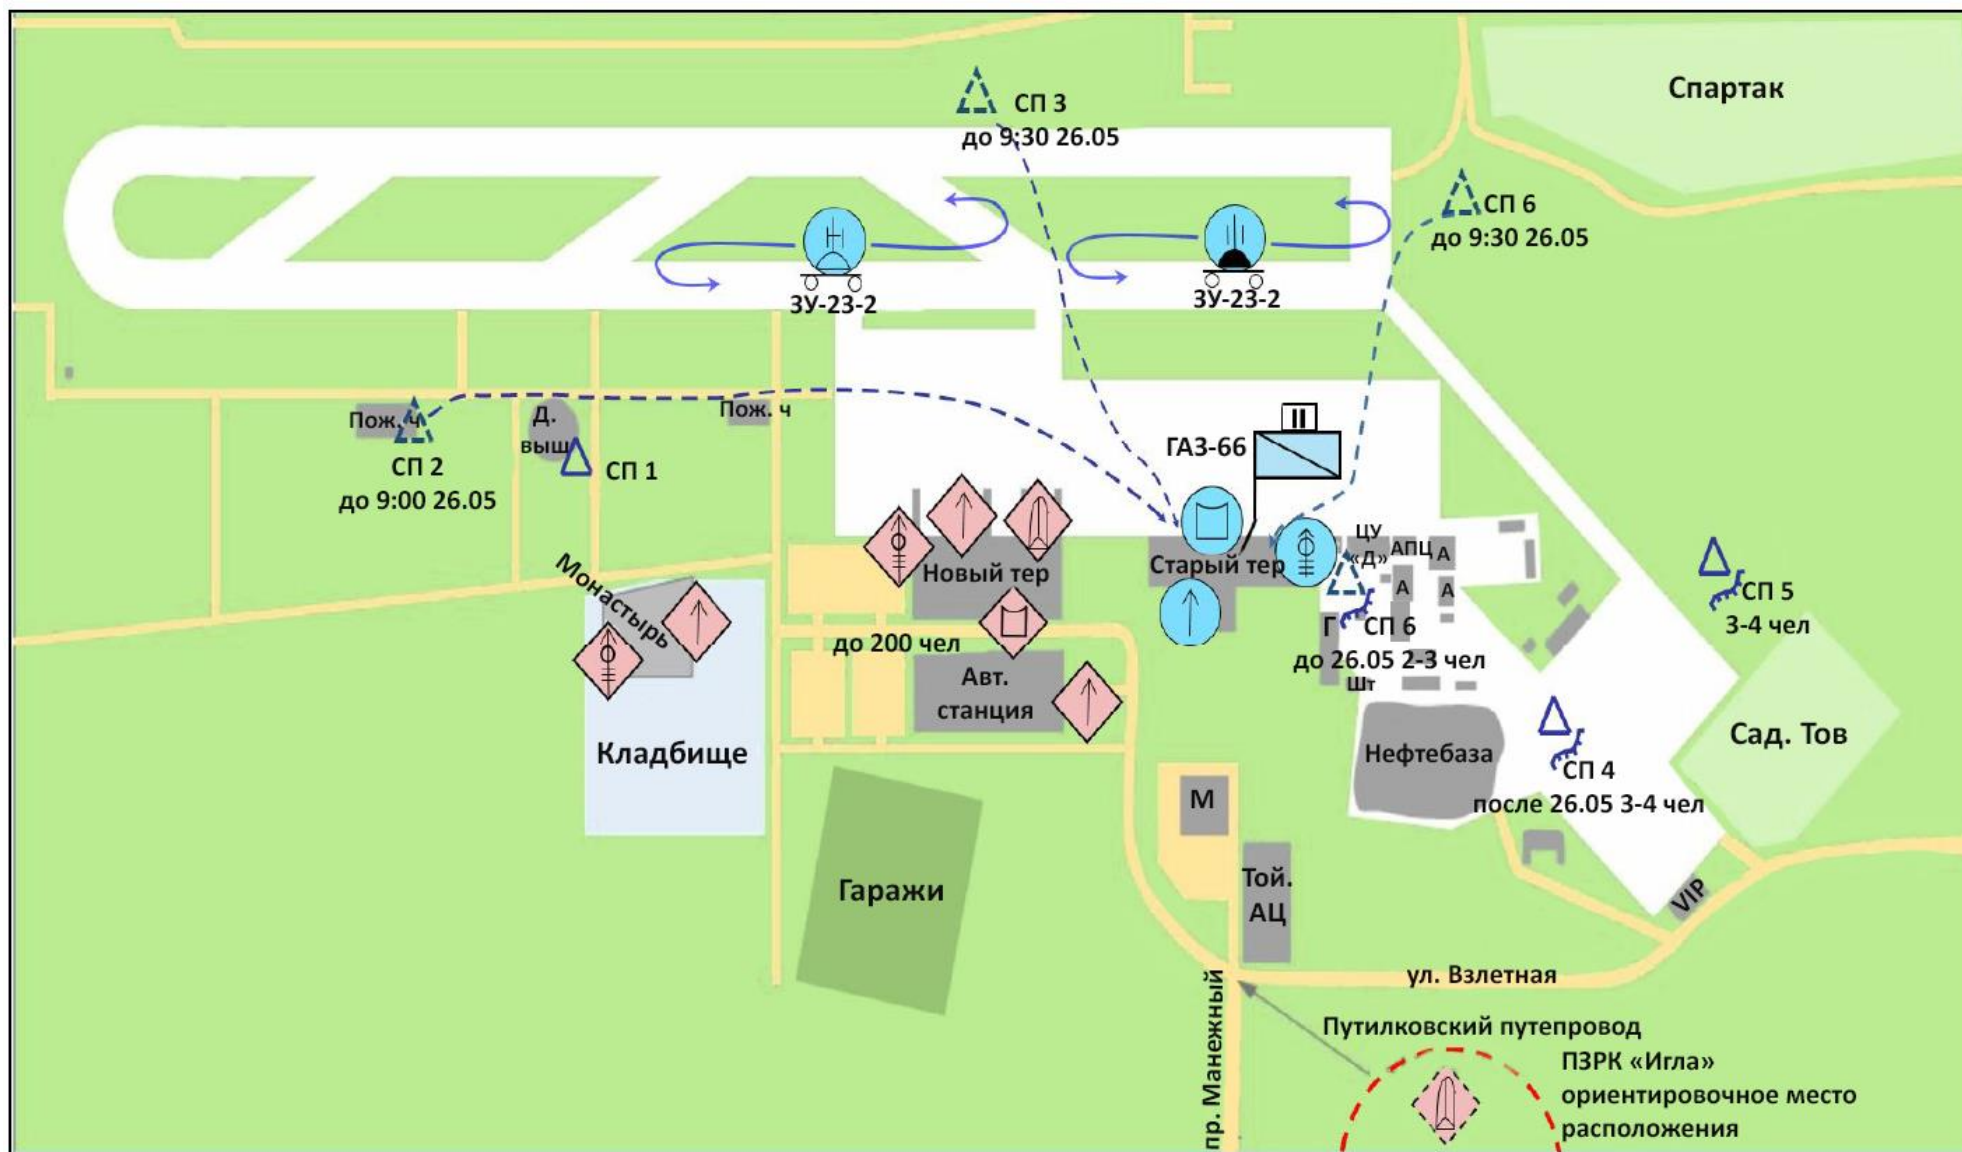 Спартак
СП 3
до 9:30 26.05
СП 6
до 9:30 26.05
ЗУ-23-2
ЗУ-23-2
Пож. ч
Д.
выш
Пож. ч
СП 2
до 9:00 26.05
СП 1
ГАЗ-66
II
Монастырь
Новый тер
Старый тер
ЦУ
«Д»
АПЦ
А
А
А
до 200 чел
Г
СП 6
до 26.05 2-3 чел
Шт
СП 5
3-4 чел
Авт.
станция
Кладбище
Нефтебаза
СП 4
после 26.05 3-4 чел
Сад. Тов
М
Гаражи
Той.
АЦ
VIP
ул. Взлетная
пр. Манежный
Путилковский путепровод
ПЗРК «Игла»
ориентировочное место
расположения